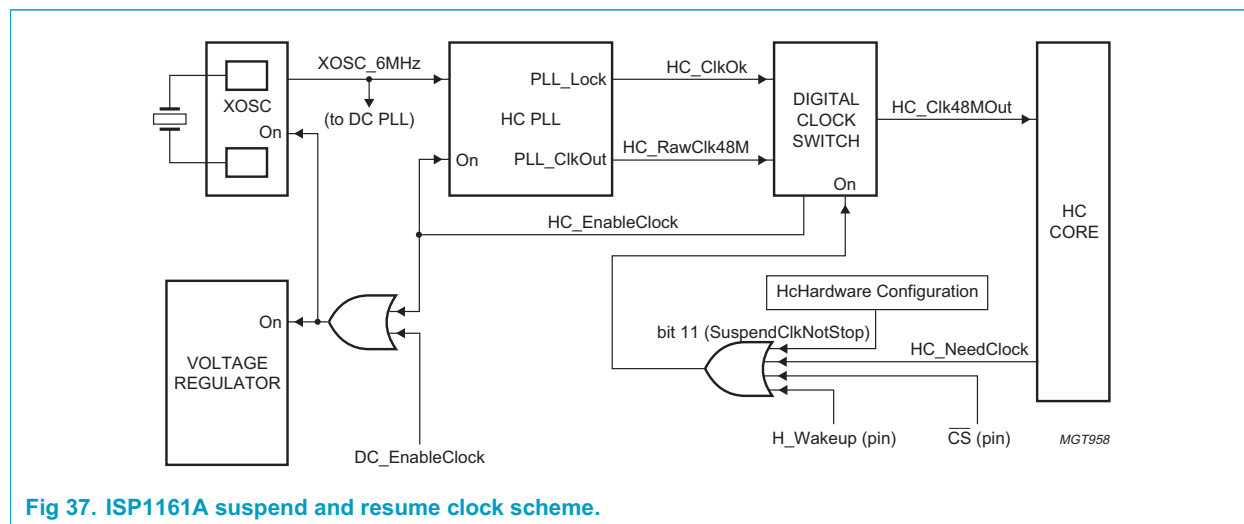 XOSC
On
XOSC_6MHz
(to DC PLL)
PLL_Lock
HC PLL
On
PLL_ClkOut
HC_ClkOk
HC_RawClk48M
DIGITAL
CLOCK
SWITCH
On
HC_Clk48MOut
HC
CORE
HC_EnableClock
HcHardware Configuration
bit 11 (SuspendClkNotStop)
HC_NeedClock
On
VOLTAGE
REGULATOR
DC_EnableClock
H_Wakeup (pin)
C̅S̅ (pin)
MGT958
Fig 37. ISP1161A suspend and resume clock scheme.